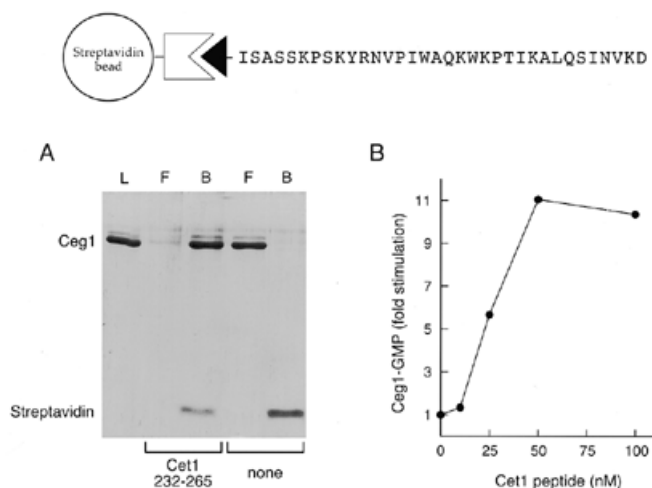 Streptavidin
bead
ISASSKPSKYRNVPIWAQKWKPTIKALQSINVKD
A
L F B F B
Ceg1
Streptavidin
Cet1
232-265
none
B
Ceg1-GMP (fold stimulation)
11
9
7
5
3
1
0 25 50 75 100
Cet1 peptide (nM)